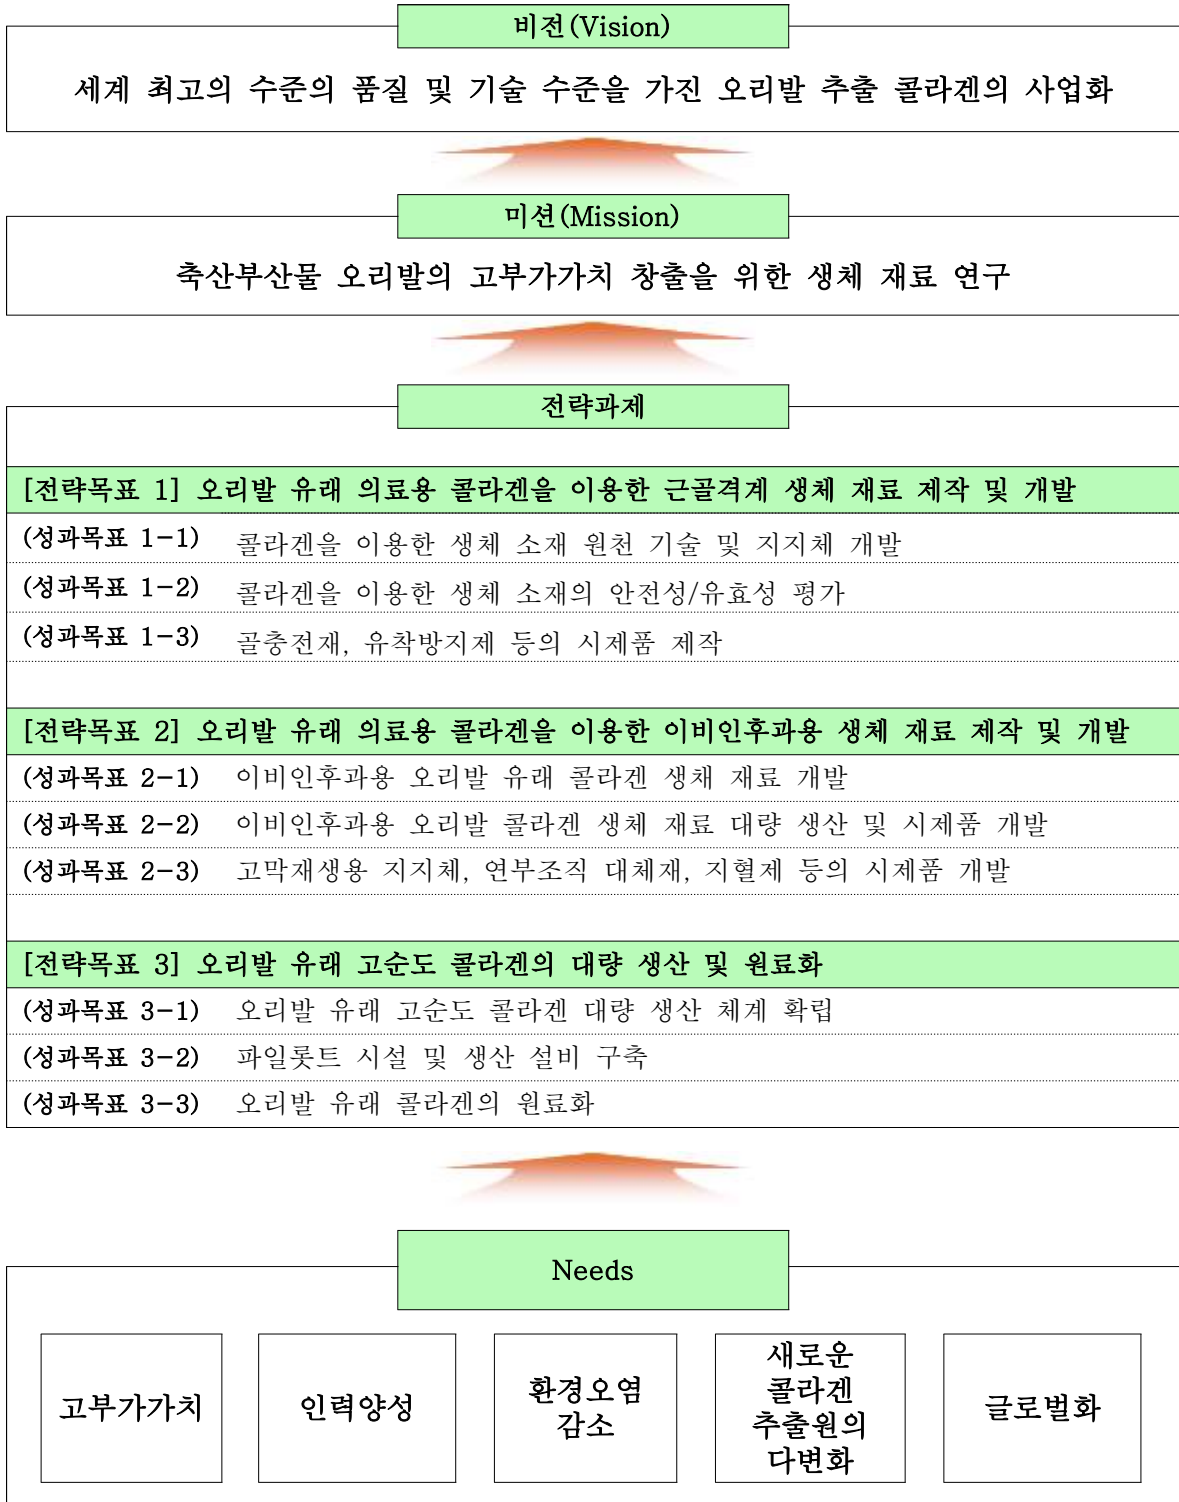 비전(Vision)
세계 최고의 수준의 품질 및 기술 수준을 가진 오리발 추출 콜라겐의 사업화
미션(Mission)
축산부산물 오리발의 고부가가치 창출을 위한 생체 재료 연구
전략과제
[전략목표 1] 오리발 유래 의료용 콜라겐을 이용한 근골격계 생체 재료 제작 및 개발
(성과목표 1-1) 콜라겐을 이용한 생체 소재 원천 기술 및 지지체 개발
(성과목표 1-2) 콜라겐을 이용한 생체 소재의 안전성/유효성 평가
(성과목표 1-3) 골충전재, 유착방지제 등의 시제품 제작
[전략목표 2] 오리발 유래 의료용 콜라겐을 이용한 이비인후과용 생체 재료 제작 및 개발
(성과목표 2-1) 이비인후과용 오리발 유래 콜라겐 생채 재료 개발
(성과목표 2-2) 이비인후과용 오리발 콜라겐 생체 재료 대량 생산 및 시제품 개발
(성과목표 2-3) 고막재생용 지지체, 연부조직 대체재, 지혈제 등의 시제품 개발
[전략목표 3] 오리발 유래 고순도 콜라겐의 대량 생산 및 원료화
(성과목표 3-1) 오리발 유래 고순도 콜라겐 대량 생산 체계 확립
(성과목표 3-2) 파일롯트 시설 및 생산 설비 구축
(성과목표 3-3) 오리발 유래 콜라겐의 원료화
Needs
고부가가치
인력양성
환경오염
감소
새로운
콜라겐
추출원의
다변화
글로벌화